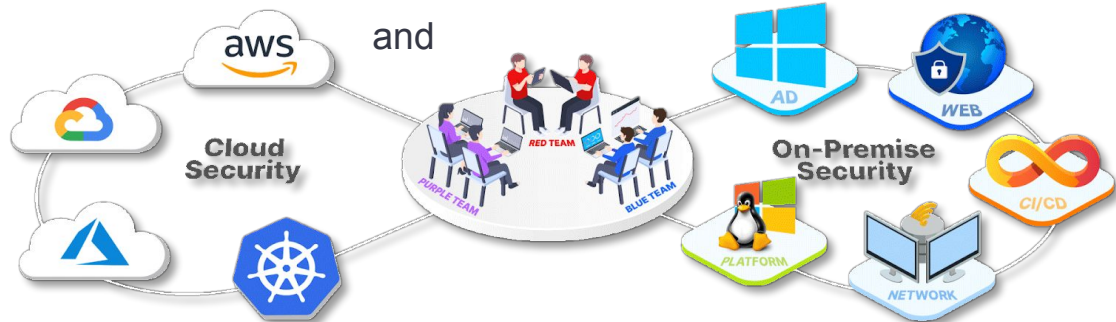 aws
and
Cloud
Security
RED TEAM
PURPLE TEAM
BLUE TEAM
On-Premise
Security
AD
WEB
CI/CD
PLATFORM
NETWORK